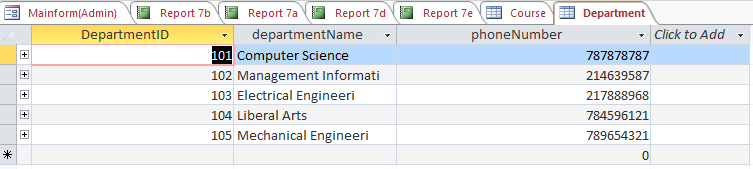 Mainform(Admin) Report 7b Report 7a Report 7d Report 7e Course Department
DepartmentID departmentName phoneNumber Click to Add
101 Computer Science 787878787
102 Management Informati 214639587
103 Electrical Engineeri 217888968
104 Liberal Arts 784596121
105 Mechanical Engineeri 789654321
0